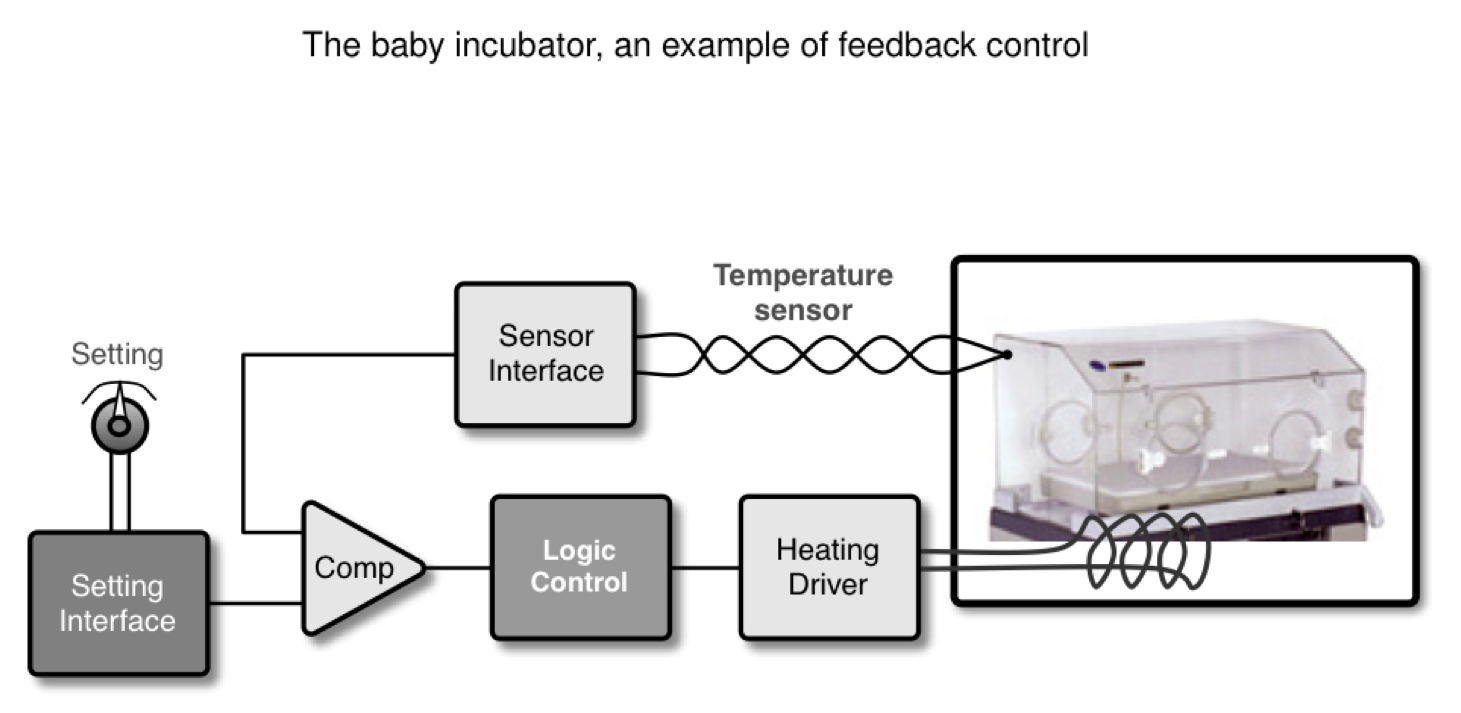 The baby incubator, an example of feedback control
Temperature
sensor
Sensor
Interface
Setting
Setting
Interface
Comp
Logic
Control
Heating
Driver